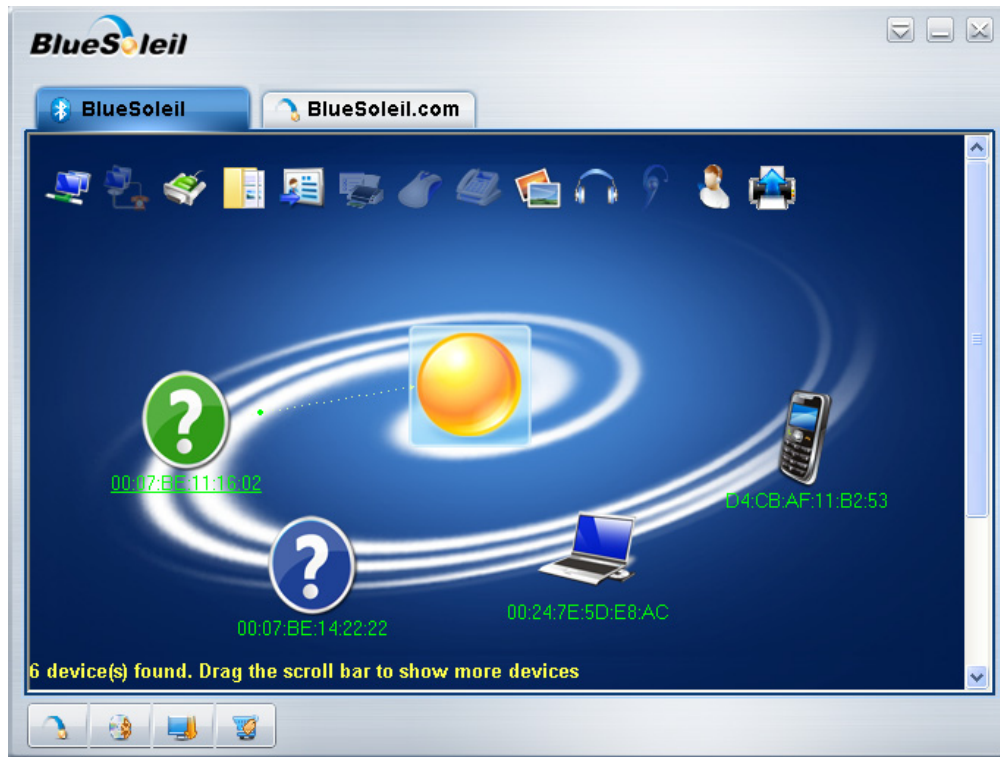 BlueSoleil
BlueSoleil
BlueSoleil.com
00:07:BE:11:16:02
D4:CB:AF:11:B2:53
00:24:7E:5D:E8:AC
00:07:BE:14:22:22
6 device(s) found. Drag the scroll bar to show more devices